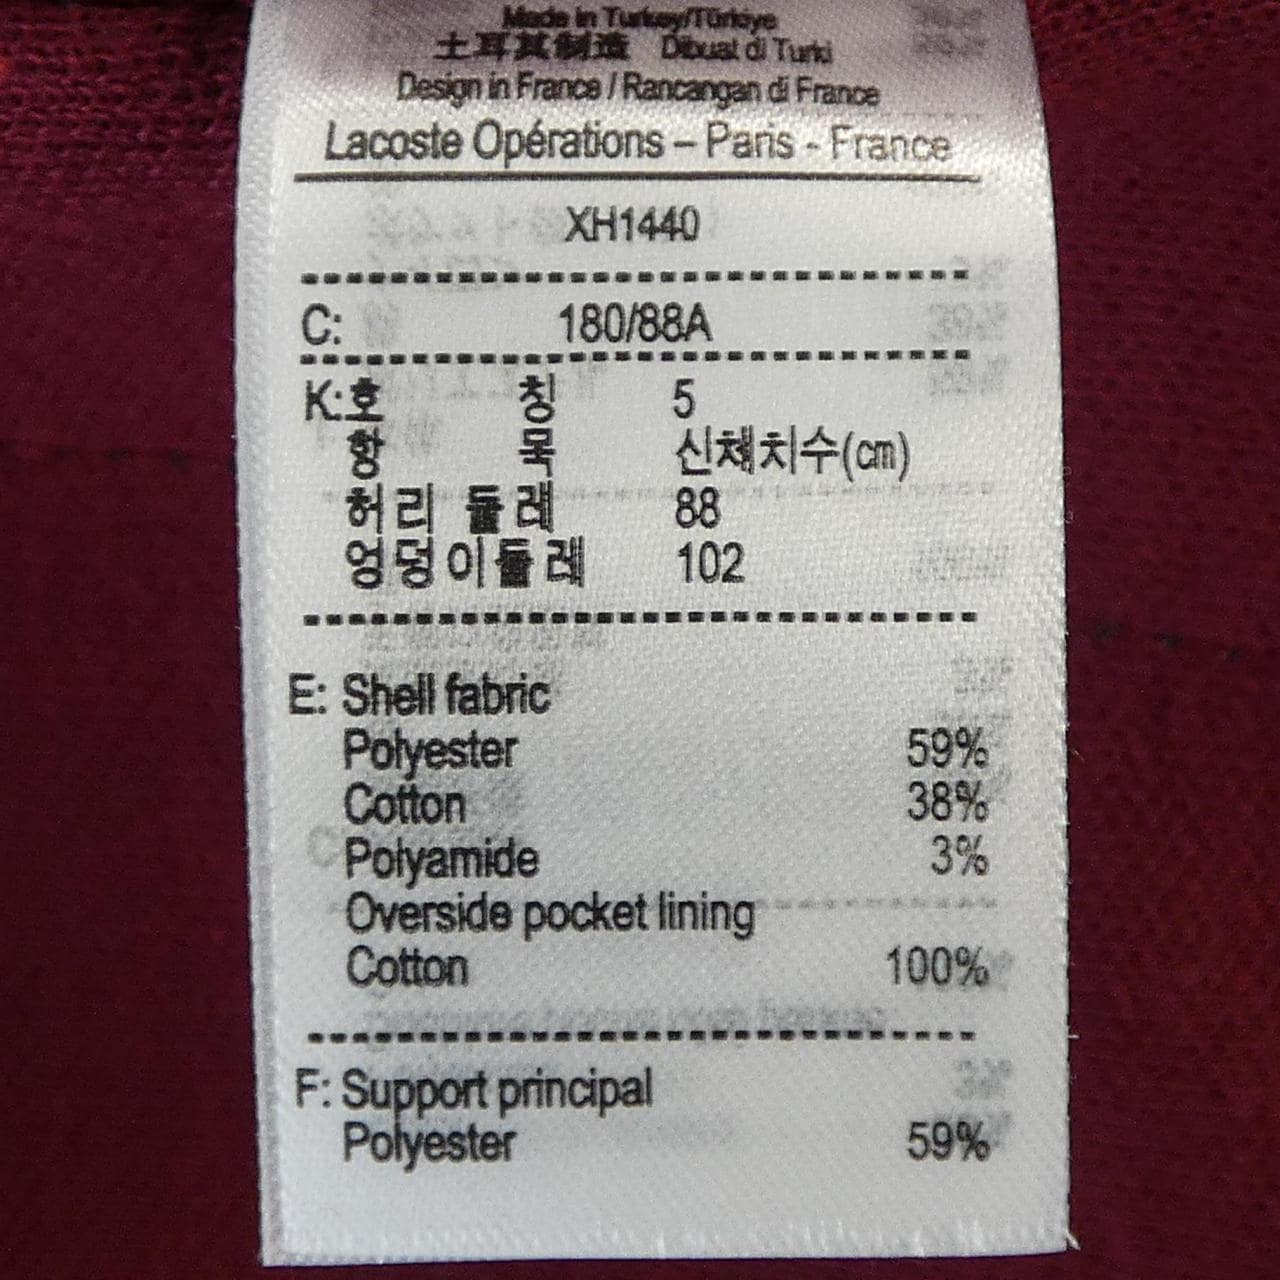 Made in Turkey/Türkiye
土耳其制造 Dibuat di Turki
Design in France / Rancangan di France
Lacoste Opérations – Paris - France
XH1440
C: 180/88A
K:호 칭 5
항 목 신체치수(cm)
허리 둘레 88
엉덩이둘레 102
E: Shell fabric
Polyester 59%
Cotton 38%
Polyamide 3%
Overside pocket lining
Cotton 100%
F: Support principal
Polyester 59%